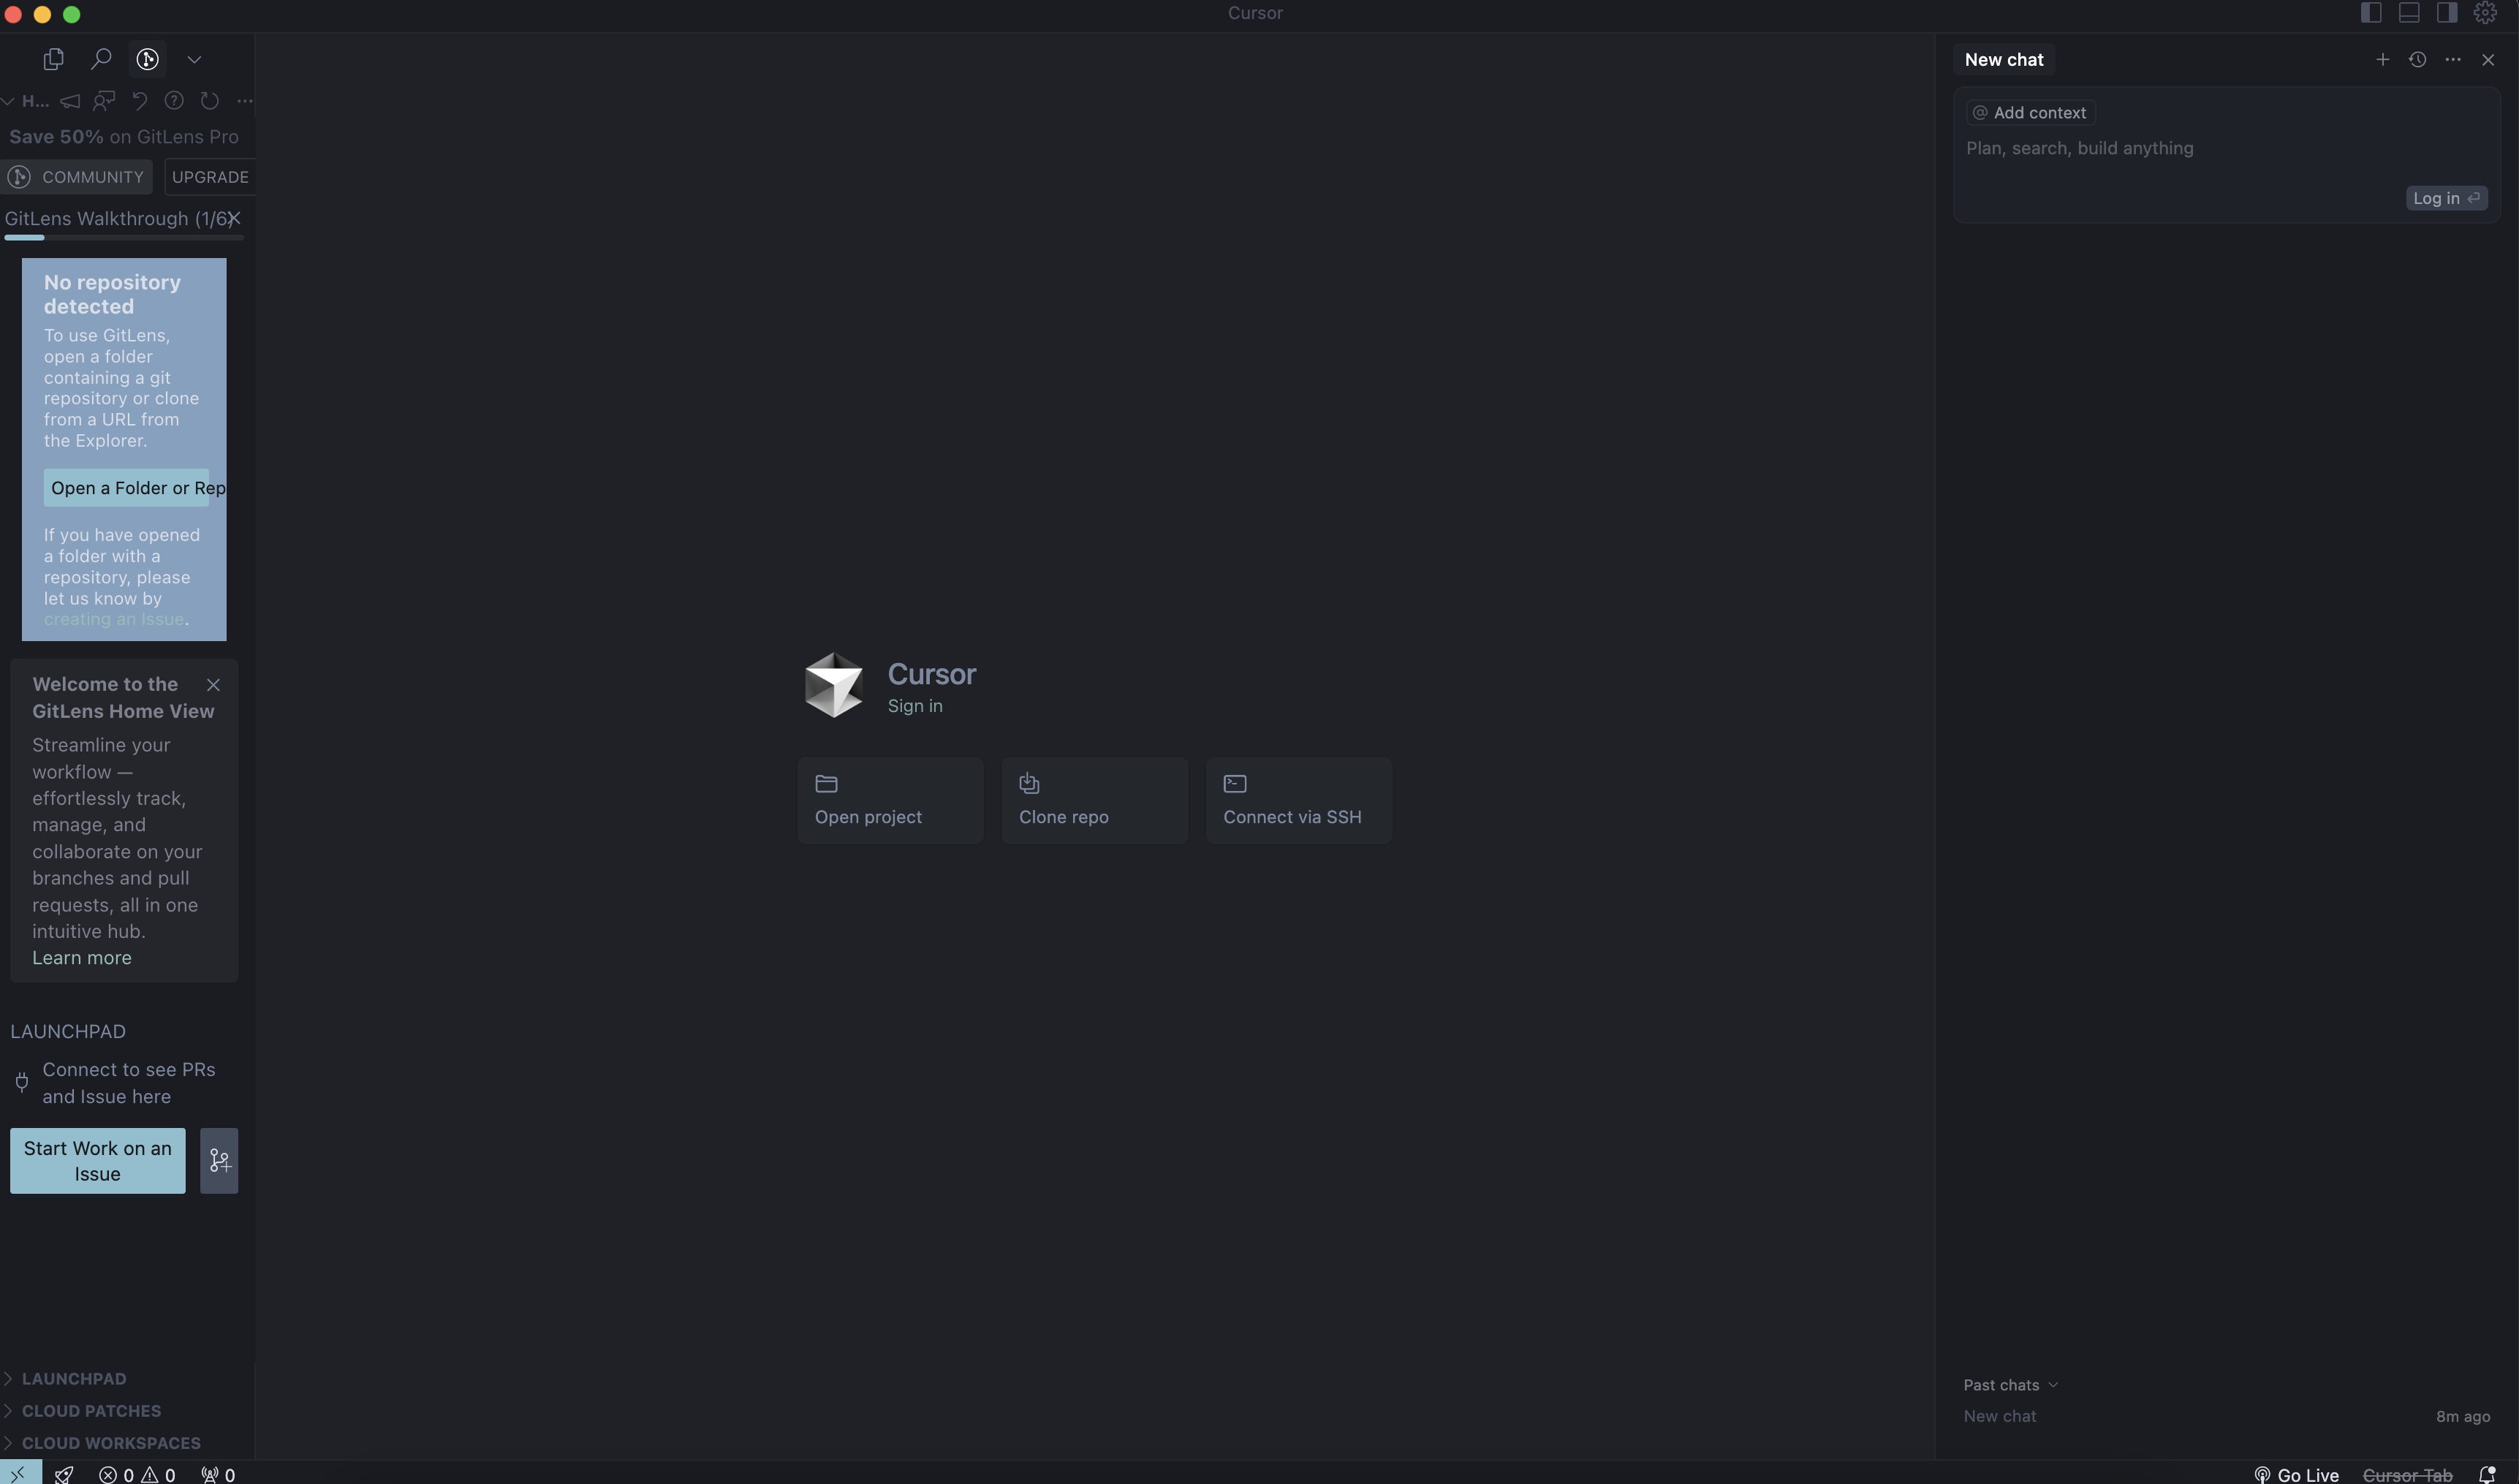 Cursor
H...
Save 50% on GitLens Pro
COMMUNITY
UPGRADE
GitLens Walkthrough (1/6)
No repository
detected
To use GitLens,
open a folder
containing a git
repository or clone
from a URL from
the Explorer.
Open a Folder or Rep
If you have opened
a folder with a
repository, please
let us know by
creating an Issue.
Welcome to the
GitLens Home View
Streamline your
workflow —
effortlessly track,
manage, and
collaborate on your
branches and pull
requests, all in one
intuitive hub.
Learn more
LAUNCHPAD
Connect to see PRs
and Issue here
Start Work on an
Issue
LAUNCHPAD
CLOUD PATCHES
CLOUD WORKSPACES
Cursor
Sign in
Open project
Clone repo
Connect via SSH
New chat
@ Add context
Plan, search, build anything
Log in
Past chats
New chat
8m ago
0
0
0
Go Live
Cursor Tab